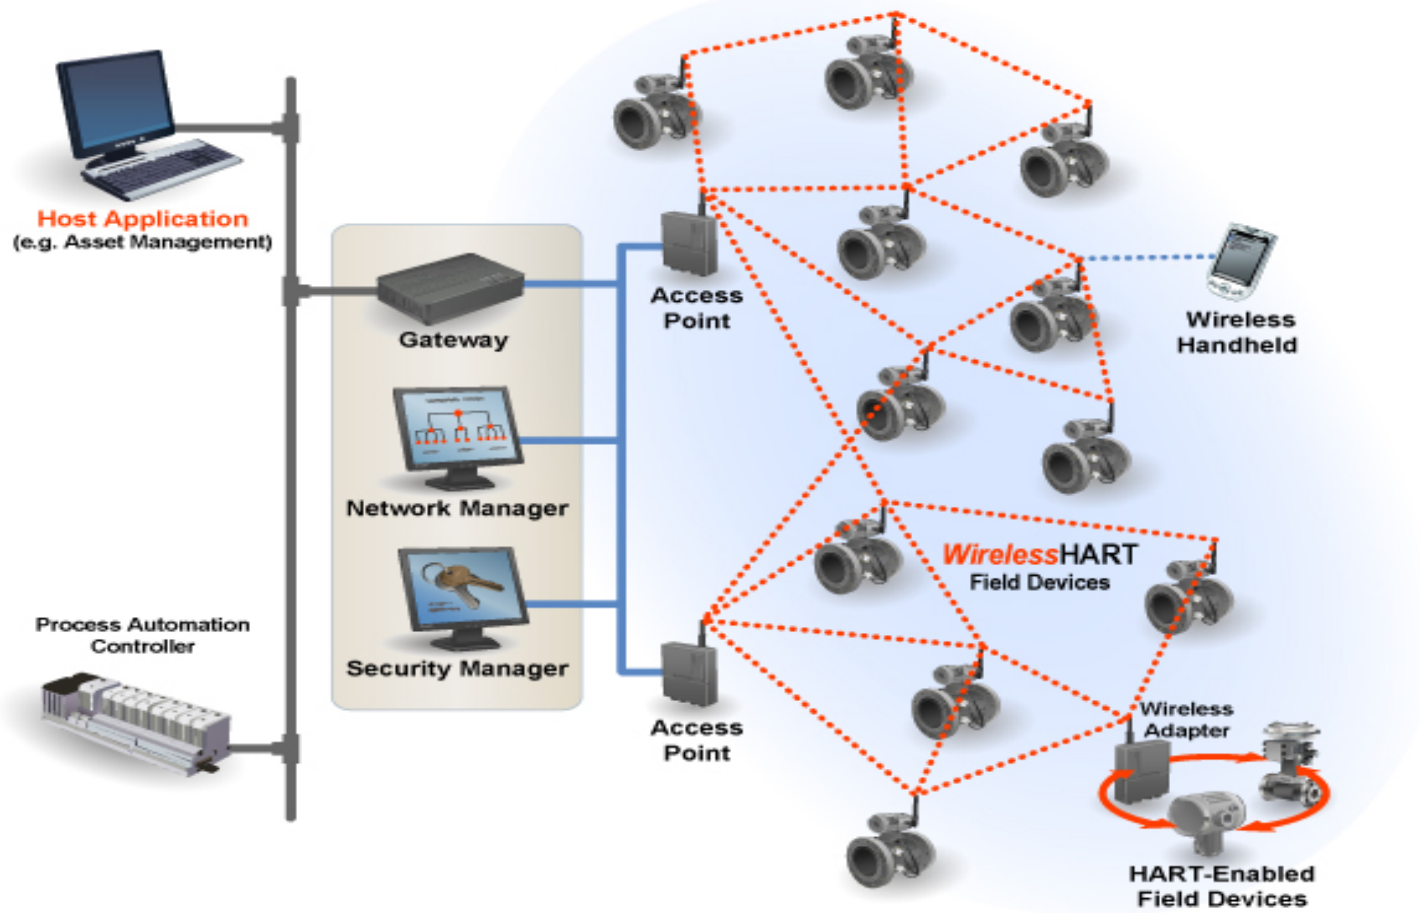 Host Application
(e.g. Asset Management)
Gateway
Network Manager
Security Manager
Process Automation
Controller
Access
Point
Access
Point
Wireless
Handheld
WirelessHART
Field Devices
Wireless
Adapter
HART-Enabled
Field Devices